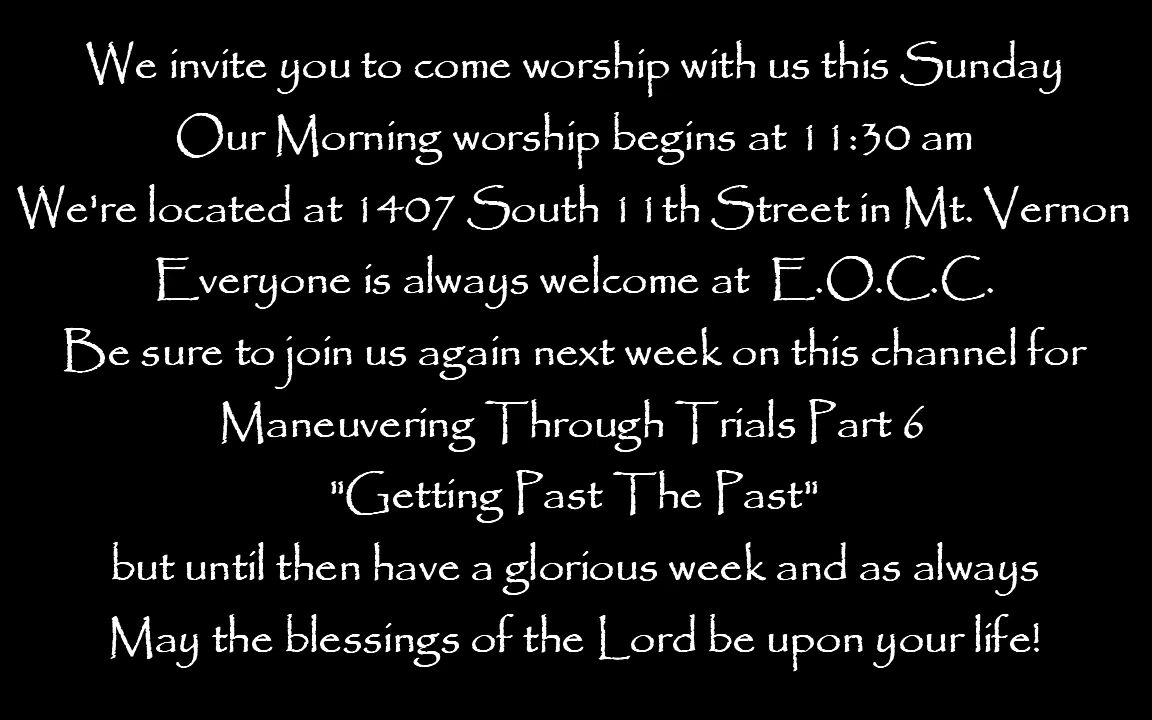 We invite you to come worship with us this Sunday
Our Morning worship begins at 11:30 am
We're located at 1407 South 11th Street in Mt. Vernon
Everyone is always welcome at E.O.C.C.
Be sure to join us again next week on this channel for
Maneuvering Through Trials Part 6
"Getting Past The Past"
but until then have a glorious week and as always
May the blessings of the Lord be upon your life!